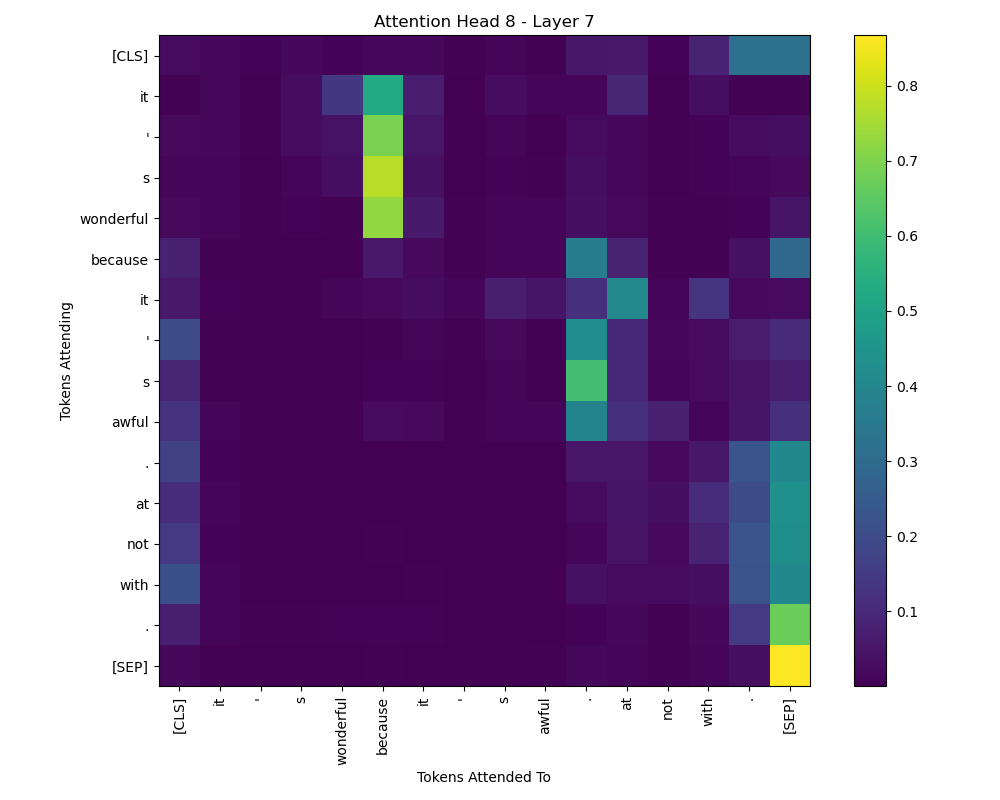 Attention Head 8 - Layer 7
[CLS]
it
'
s
wonderful
because
it
'
s
awful
.
at
not
with
.
[SEP]
Tokens Attending
[CLS]
it
'
s
wonderful
because
it
'
s
awful
.
at
not
with
.
[SEP]
Tokens Attended To
0.8
0.7
0.6
0.5
0.4
0.3
0.2
0.1